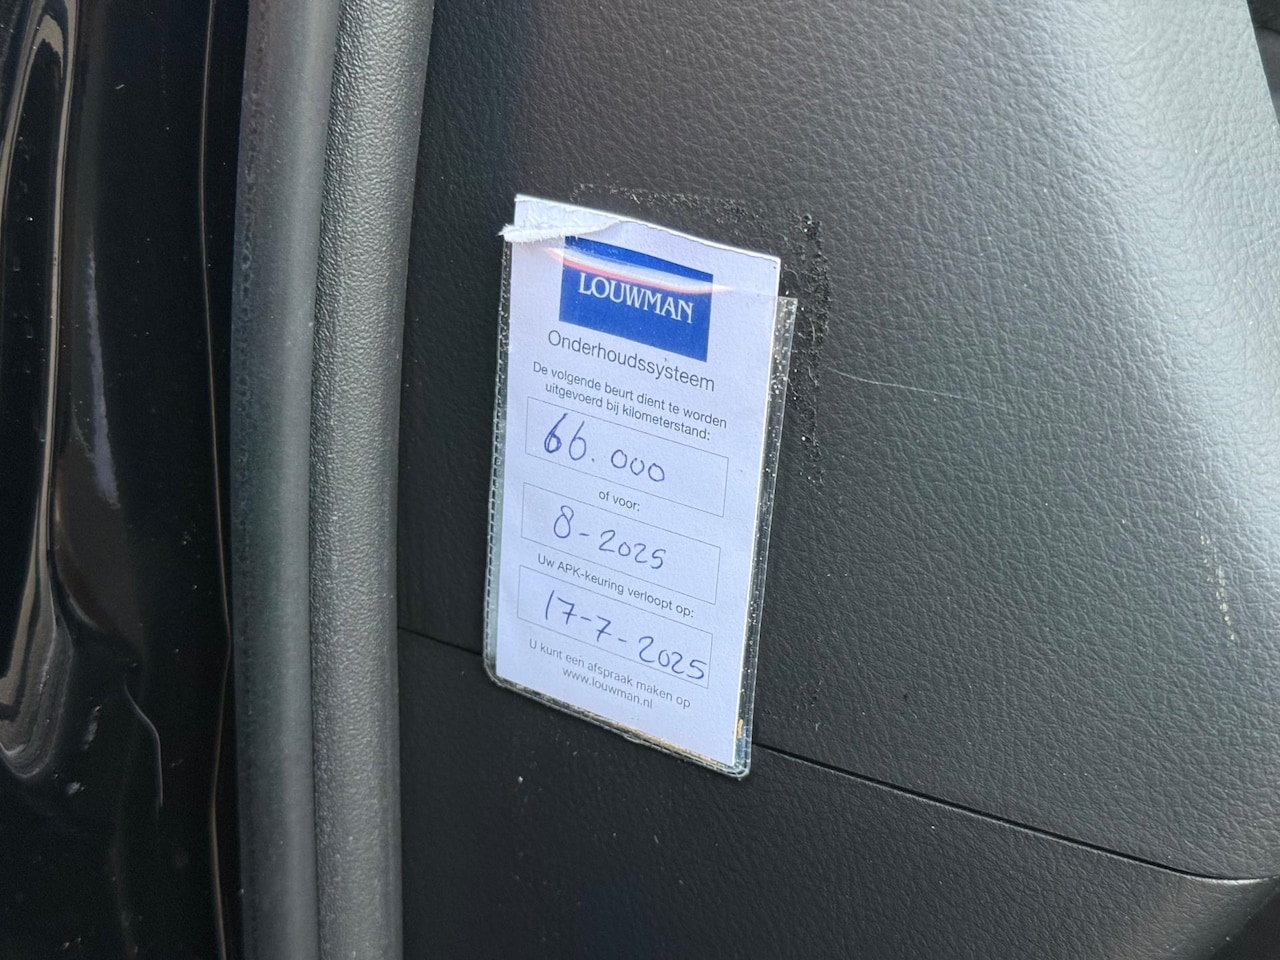 LOUWMAN
Onderhoudssysteem
De volgende beurt dient te worden
uitgevoerd bij kilometerstand:
66.000
of voor:
8-2025
Uw APK-keuring verloopt op:
17-7-2025
U kunt een afspraak maken op
www.louwman.nl